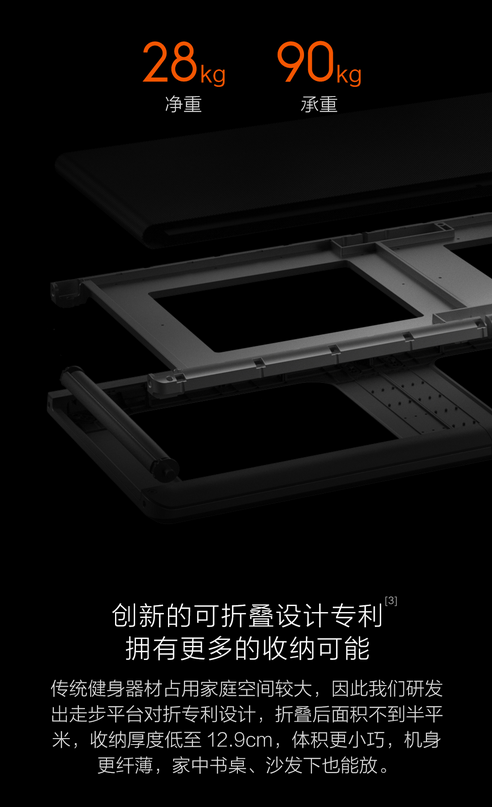 28kg 90kg
净重 承重
创新的可折叠设计专利[3]
拥有更多的收纳可能
传统健身器材占用家庭空间较大，因此我们研发
出走步平台对折专利设计，折叠后面积不到半平
米，收纳厚度低至 12.9cm，体积更小巧，机身
更纤薄，家中书桌、沙发下也能放。